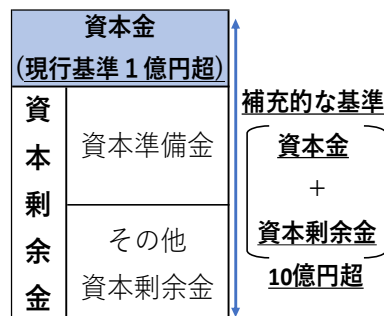 資本金
(現行基準１億円超)
資本剰余金
資本準備金
その他
資本剰余金
補充的な基準
資本金
+
資本剰余金
10億円超